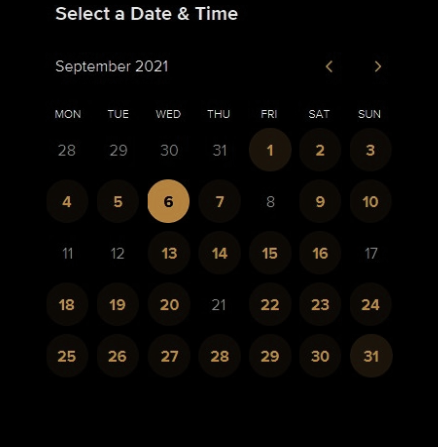 Select a Date & Time
September 2021 < >
MON TUE WED THU FRI SAT SUN
28 29 30 31 1 2 3
4 5 6 7 8 9 10
11 12 13 14 15 16 17
18 19 20 21 22 23 24
25 26 27 28 29 30 31